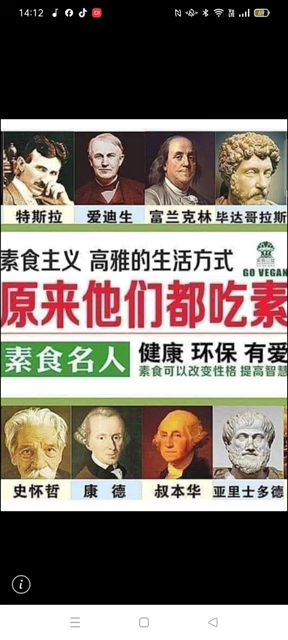 14:12
特斯拉 爱迪生 富兰克林 毕达哥拉斯
素食主义 高雅的生活方式
GO VEGAN
原来他们都吃素
素食名人
健康 环保 有爱
素食可以改变性格 提高智慧
史怀哲 康德 叔本华 亚里士多德